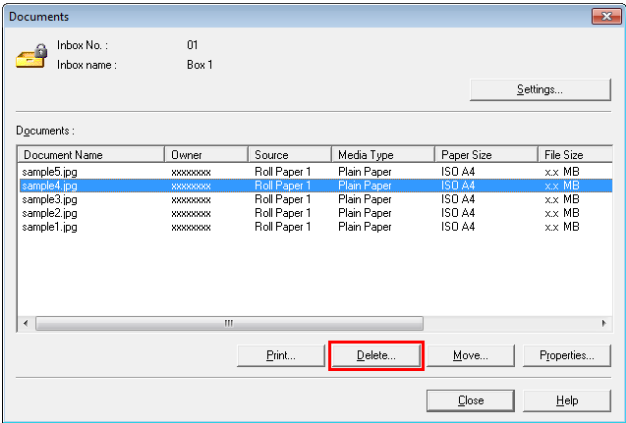 Documents
Inbox No. : 01
Inbox name : Box 1
Settings...
Documents :
Document Name Owner Source Media Type Paper Size File Size
sample5.jpg xxxxxxxx Roll Paper 1 Plain Paper ISO A4 x.x MB
sample4.jpg xxxxxxxx Roll Paper 1 Plain Paper ISO A4 x.x MB
sample3.jpg xxxxxxxx Roll Paper 1 Plain Paper ISO A4 x.x MB
sample2.jpg xxxxxxxx Roll Paper 1 Plain Paper ISO A4 x.x MB
sample1.jpg xxxxxxxx Roll Paper 1 Plain Paper ISO A4 x.x MB
Print... Delete... Move... Properties...
Close Help